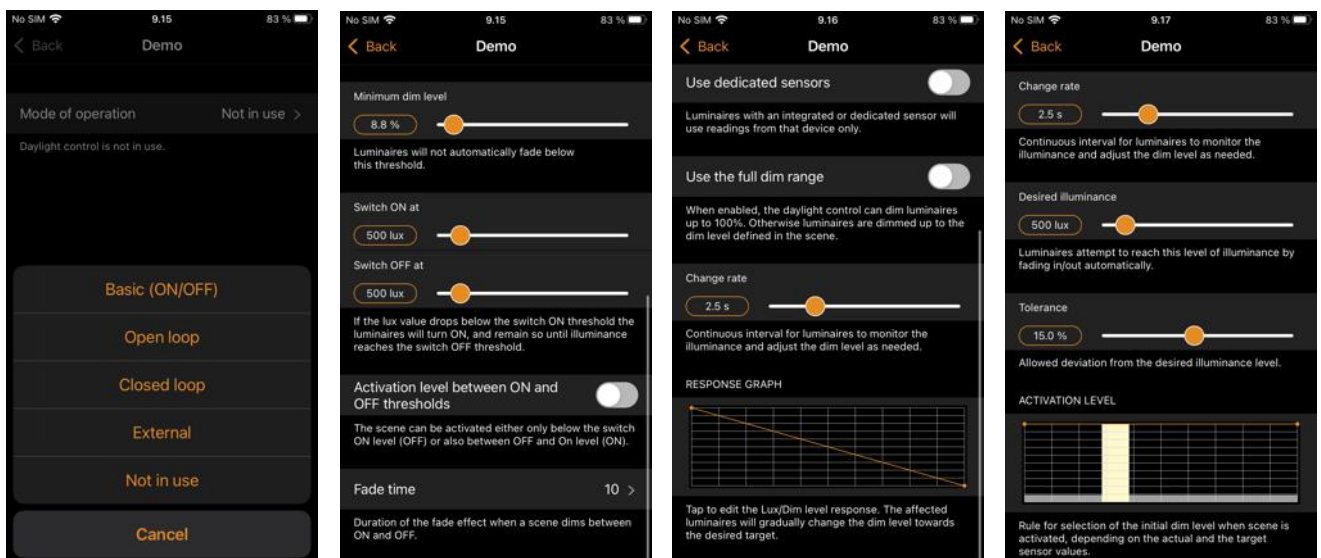 No SIM 9.15 83 %
Back Demo
Mode of operation Not in use
Daylight control is not in use.
Basic (ON/OFF)
Open loop
Closed loop
External
Not in use
Cancel
No SIM 9.15 83 %
Back Demo
Minimum dim level
8.8 %
Luminaires will not automatically fade below
this threshold.
Switch ON at
500 lux
Switch OFF at
500 lux
If the lux value drops below the switch ON threshold the
luminaires will turn ON, and remain so until illuminance
reaches the switch OFF threshold.
Activation level between ON and
OFF thresholds
The scene can be activated either only below the switch
ON level (OFF) or also between OFF and On level (ON).
Fade time 10
Duration of the fade effect when a scene dims between
ON and OFF.
No SIM 9.16 83 %
Back Demo
Use dedicated sensors
Luminaires with an integrated or dedicated sensor will
use readings from that device only.
Use the full dim range
When enabled, the daylight control can dim luminaires
up to 100%. Otherwise luminaires are dimmed up to the
dim level defined in the scene.
Change rate
2.5 s
Continuous interval for luminaires to monitor the
illuminance and adjust the dim level as needed.
RESPONSE GRAPH
Tap to edit the Lux/Dim level response. The affected
luminaires will gradually change the dim level towards
the desired target.
No SIM 9.17 83 %
Back Demo
Change rate
2.5 s
Continuous interval for luminaires to monitor the
illuminance and adjust the dim level as needed.
Desired illuminance
500 lux
Luminaires attempt to reach this level of illuminance by
fading in/out automatically.
Tolerance
15.0 %
Allowed deviation from the desired illuminance level.
ACTIVATION LEVEL
Rule for selection of the initial dim level when scene is
activated, depending on the actual and the target
sensor values.